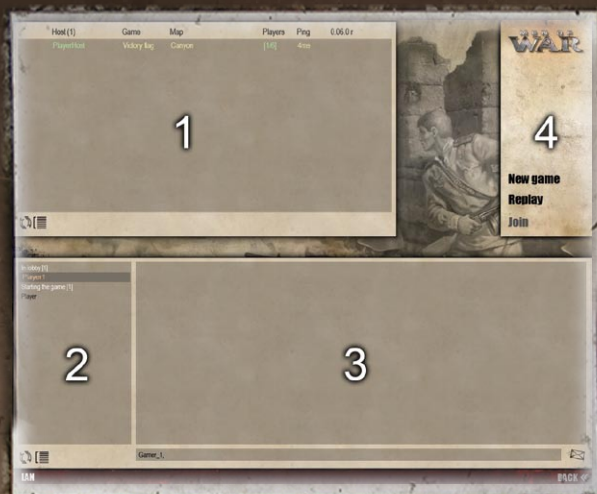 Host (1) Game Map Players Ping 0.06.0 r
PlayerHost Victory flag Canyon [1/6] 4ms
1
WAR
4
New game
Replay
Join
In lobby [1]
Player1
Starting the game [1]
Player
2
3
Gamer_1,
LAN BACK